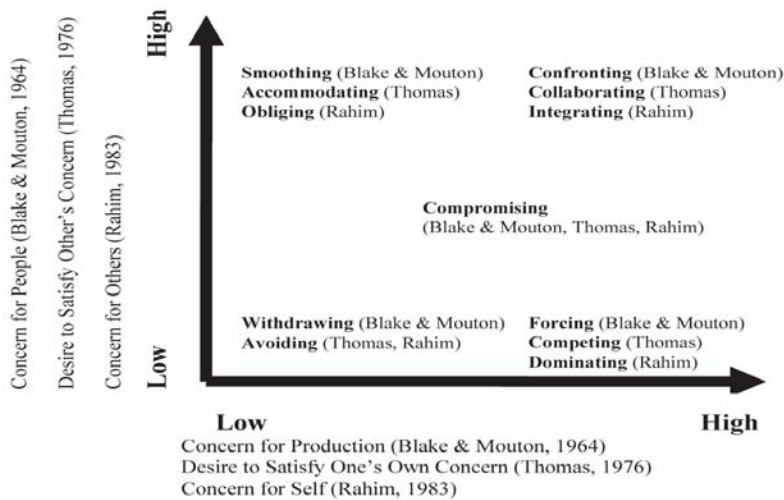 Concern for People (Blake & Mouton, 1964)
Desire to Satisfy Other's Concern (Thomas, 1976)
Concern for Others (Rahim, 1983)
High
Low
Smoothing (Blake & Mouton)
Accommodating (Thomas)
Obliging (Rahim)
Confronting (Blake & Mouton)
Collaborating (Thomas)
Integrating (Rahim)
Compromising
(Blake & Mouton, Thomas, Rahim)
Withdrawing (Blake & Mouton)
Avoiding (Thomas, Rahim)
Forcing (Blake & Mouton)
Competing (Thomas)
Dominating (Rahim)
Low
High
Concern for Production (Blake & Mouton, 1964)
Desire to Satisfy One's Own Concern (Thomas, 1976)
Concern for Self (Rahim, 1983)